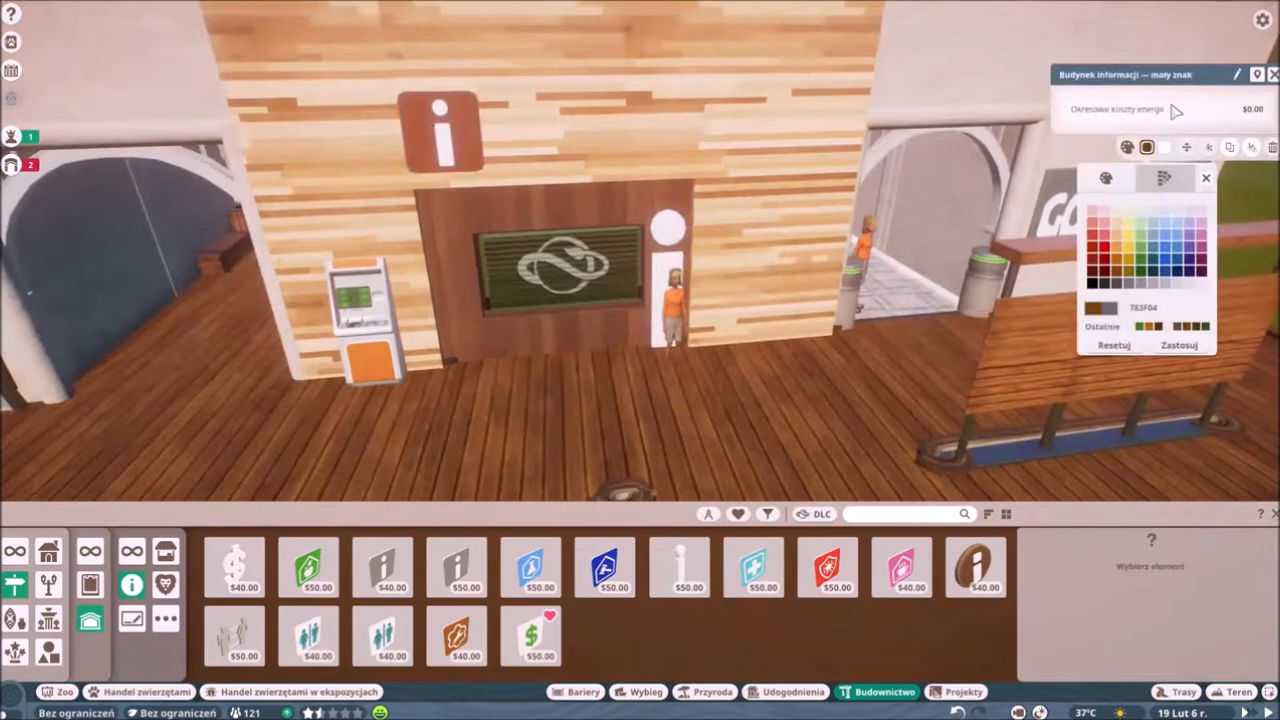 ?
Budynek informacji — mały znak
Okresowe koszty energii $0.00
1
2
i
GO
783F04
Ostatnie
Resetuj Zastosuj
DLC
?
?
Wybierz element
$40.00 $50.00 $40.00 $50.00 $50.00 $50.00 $50.00 $50.00 $50.00 $40.00 $40.00
$50.00 $40.00 $40.00 $40.00 $50.00
Zoo Handel zwierzętami Handel zwierzętami w ekspozycjach Bariery Wybieg Przyroda Udogodnienia Budownictwo Projekty Trasy Teren
Bez ograniczeń Bez ograniczeń 121 37°C 19 Lut 6 r.